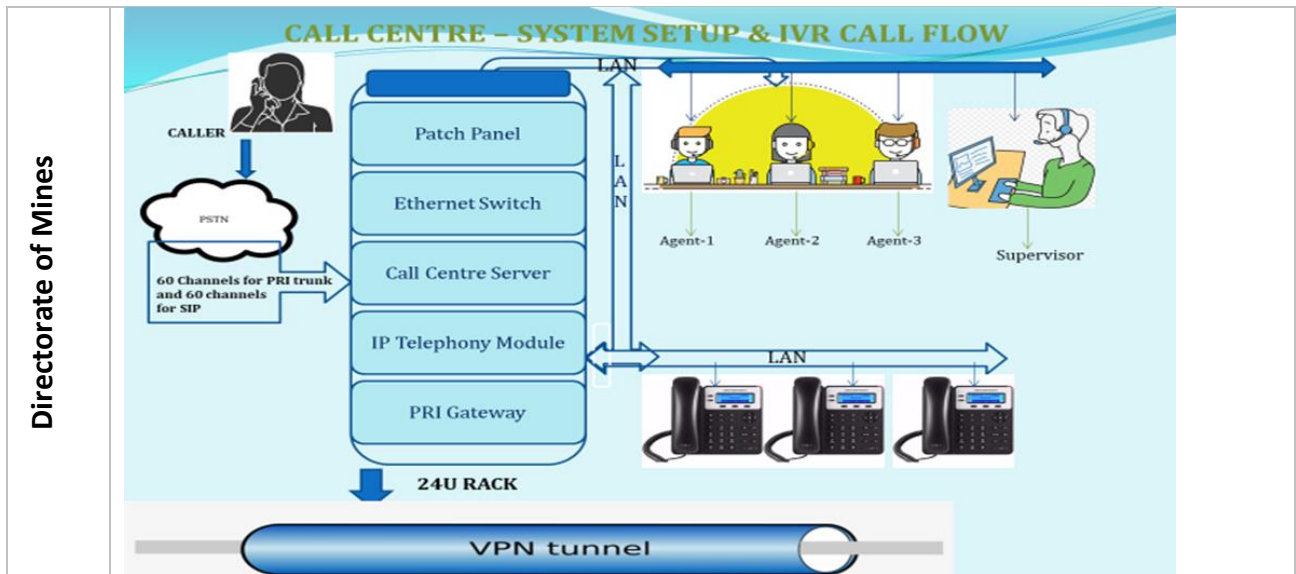 Directorate of Mines
CALL CENTRE – SYSTEM SETUP & IVR CALL FLOW
LAN
CALLER
PSTN
60 Channels for PRI trunk
and 60 channels
for SIP
Patch Panel
Ethernet Switch
Call Centre Server
IP Telephony Module
PRI Gateway
24U RACK
L
A
N
Agent-1
Agent-2
Agent-3
Supervisor
LAN
VPN tunnel